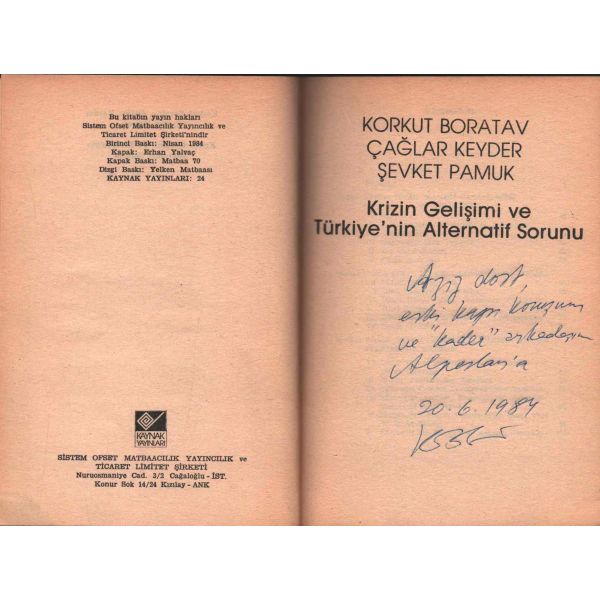 Bu kitabın yayın hakları
Sistem Ofset Matbaacılık Yayıncılık ve
Ticaret Limitet Şirketi'nindir
Birinci Baskı: Nisan 1984
Kapak: Erhan Yalvaç
Kapak Baskı: Matbaa 70
Dizgi Baskı: Yelken Matbaası
KAYNAK YAYINLARI: 24
KAYNAK
YAYINLARI
SİSTEM OFSET MATBAACILIK YAYINCILIK ve
TİCARET LİMİTET ŞİRKETİ
Nuruosmaniye Cad. 3/2 Cağaloğlu - İST.
Konur Sok 14/24 Kızılay - ANK
KORKUT BORATAV
ÇAĞLAR KEYDER
ŞEVKET PAMUK
Krizin Gelişimi ve
Türkiye'nin Alternatif Sorunu
Aziz dost,
eski kapı komşum
ve "kader" arkadaşım
Alpaslan'a
20.6.1984